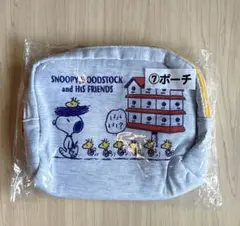 SNOOPY, WOODSTOCK
and HIS FRIENDS
⑦ポーチ